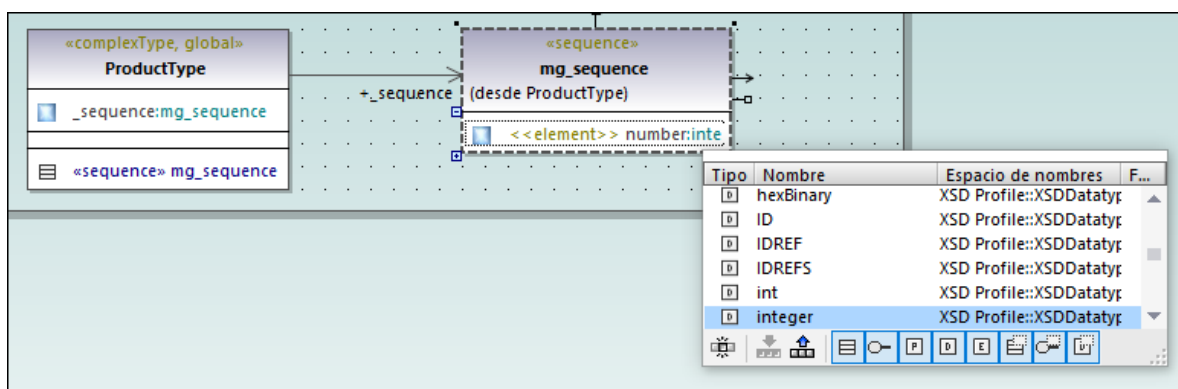 «complexType, global»
ProductType
_sequence:mg_sequence
«sequence» mg_sequence
+_sequence
«sequence»
mg_sequence
(desde ProductType)
<<element>> number:inte
Tipo Nombre Espacio de nombres F...
D hexBinary XSD Profile::XSDDatatyp
D ID XSD Profile::XSDDatatyp
D IDREF XSD Profile::XSDDatatyp
D IDREFS XSD Profile::XSDDatatyp
D int XSD Profile::XSDDatatyp
D integer XSD Profile::XSDDatatyp
P D E